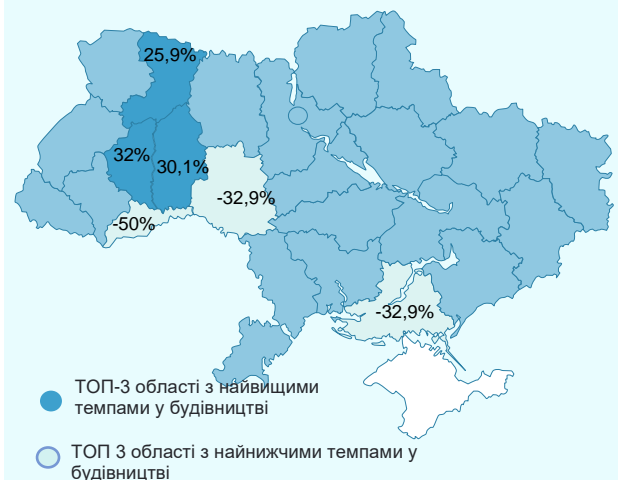 25,9%
32%
30,1%
-32,9%
-50%
-32,9%
ТОП-3 області з найвищими
темпами у будівництві
ТОП 3 області з найнижчими темпами у
будівництві